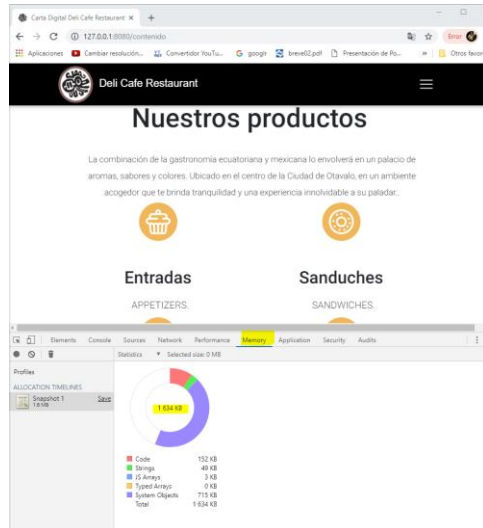 Carta Digital Deli Cafe Restaurant
127.0.0.1:8080/contenido
Error
Aplicaciones Cambiar resolución... Convertidor YouTu... googlr breve02.pdf Presentación de Po... » Otros favor
Deli Cafe Restaurant
Nuestros productos
La combinación de la gastronomía ecuatoriana y mexicana lo envolverá en un palacio de
aromas, sabores y colores. Ubicado en el centro de la Ciudad de Otavalo, en un ambiente
acogedor que te brinda tranquilidad y una experiencia innolvidable a su paladar..
Entradas Sanduches
APPETIZERS. SANDWICHES.
Elements Console Sources Network Performance Memory Application Security Audits
Statistics Selected size: 0 MB
Profiles
ALLOCATION TIMELINES
Snapshot 1 Save
1.6 MB
1 634 KB
Code 152 KB
Strings 49 KB
JS Arrays 3 KB
Typed Arrays 0 KB
System Objects 715 KB
Total 1 634 KB